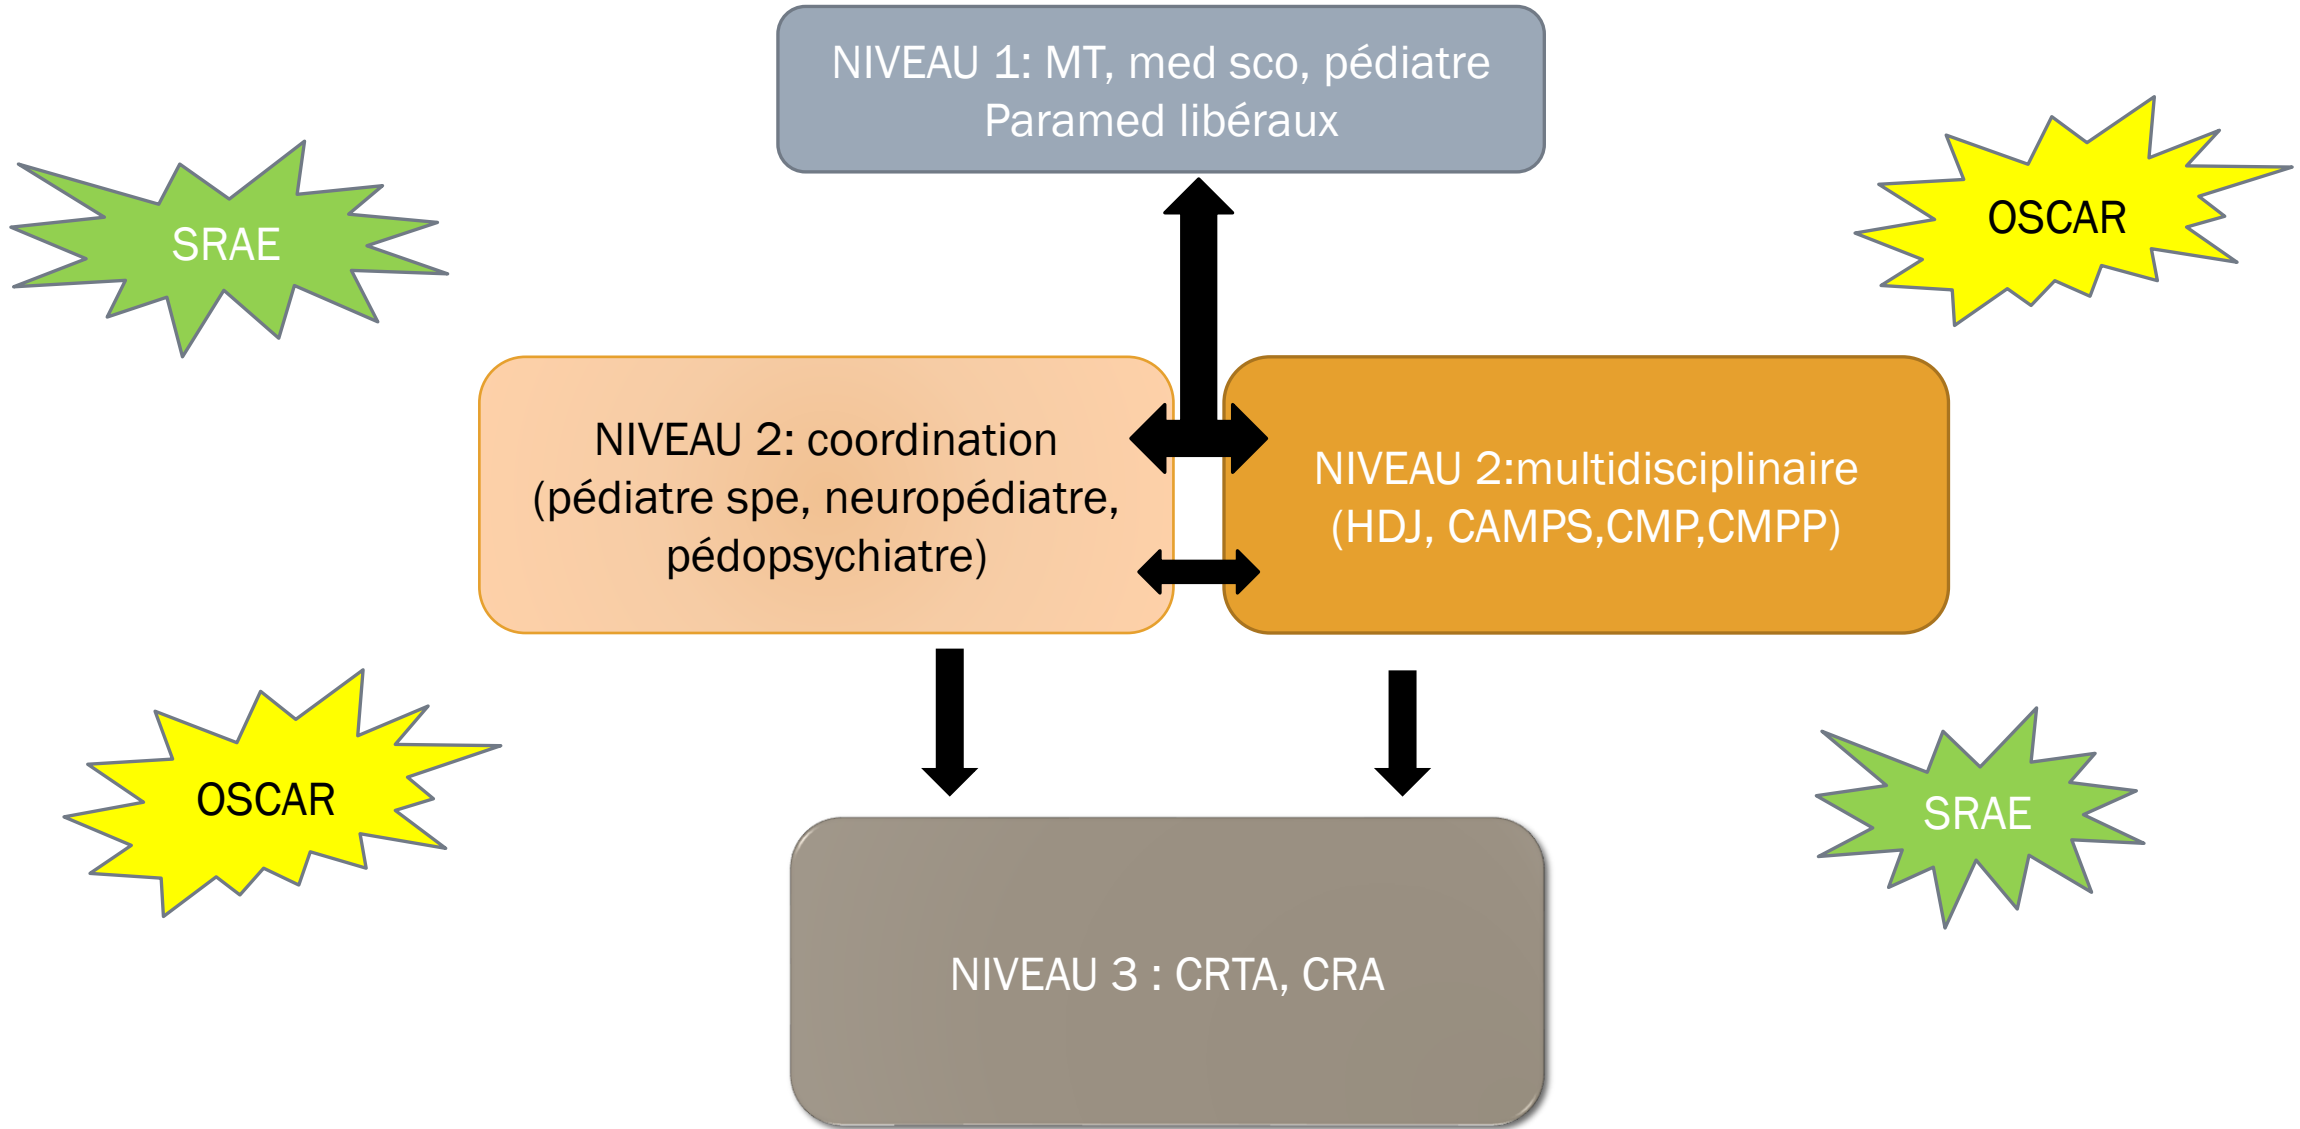 NIVEAU 1: MT, med sco, pédiatre
Paramed libéraux
SRAE
OSCAR
NIVEAU 2: coordination
(pédiatre spe, neuropédiatre,
pédopsychiatre)
NIVEAU 2:multidisciplinaire
(HDJ, CAMPS,CMP,CMPP)
OSCAR
SRAE
NIVEAU 3 : CRTA, CRA